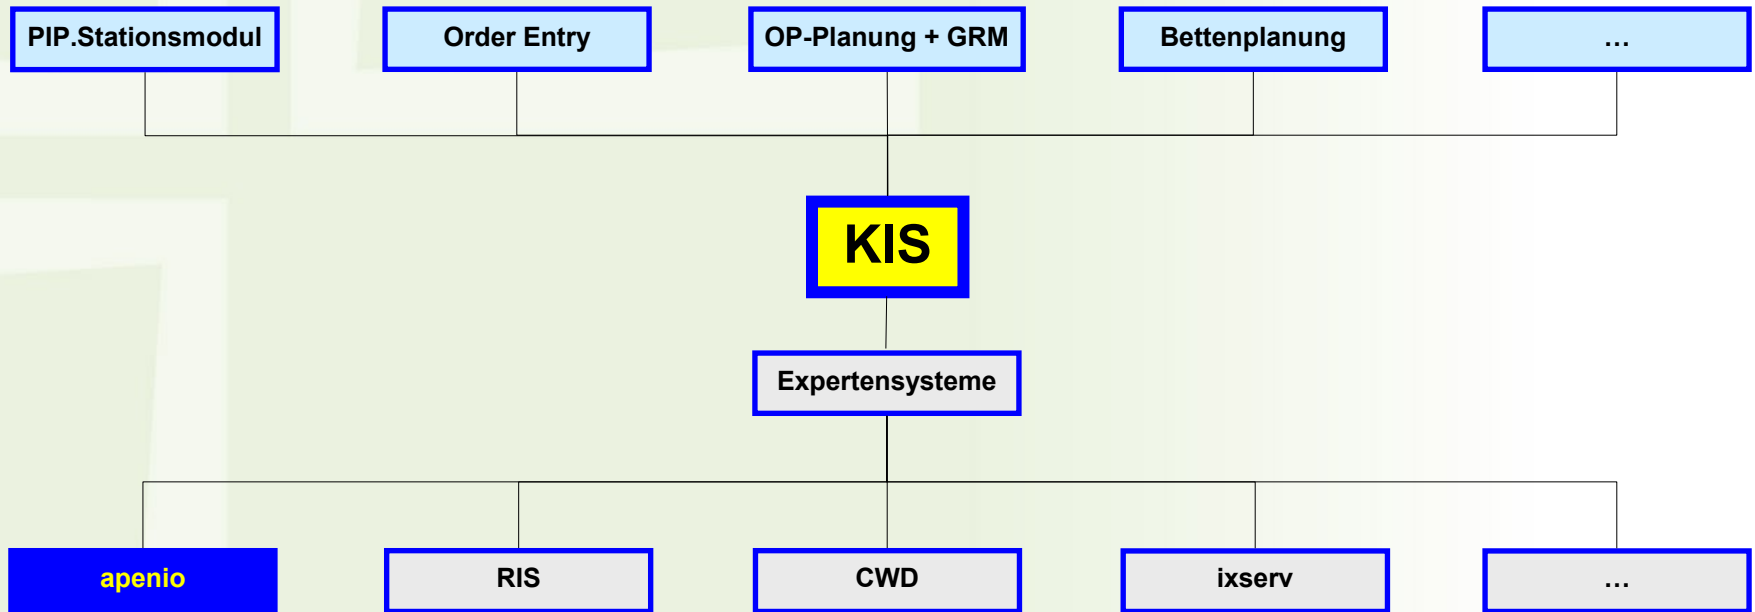 PIP.Stationsmodul
Order Entry
OP-Planung + GRM
Bettenplanung
...
KIS
Expertensysteme
apenio
RIS
CWD
ixserv
...